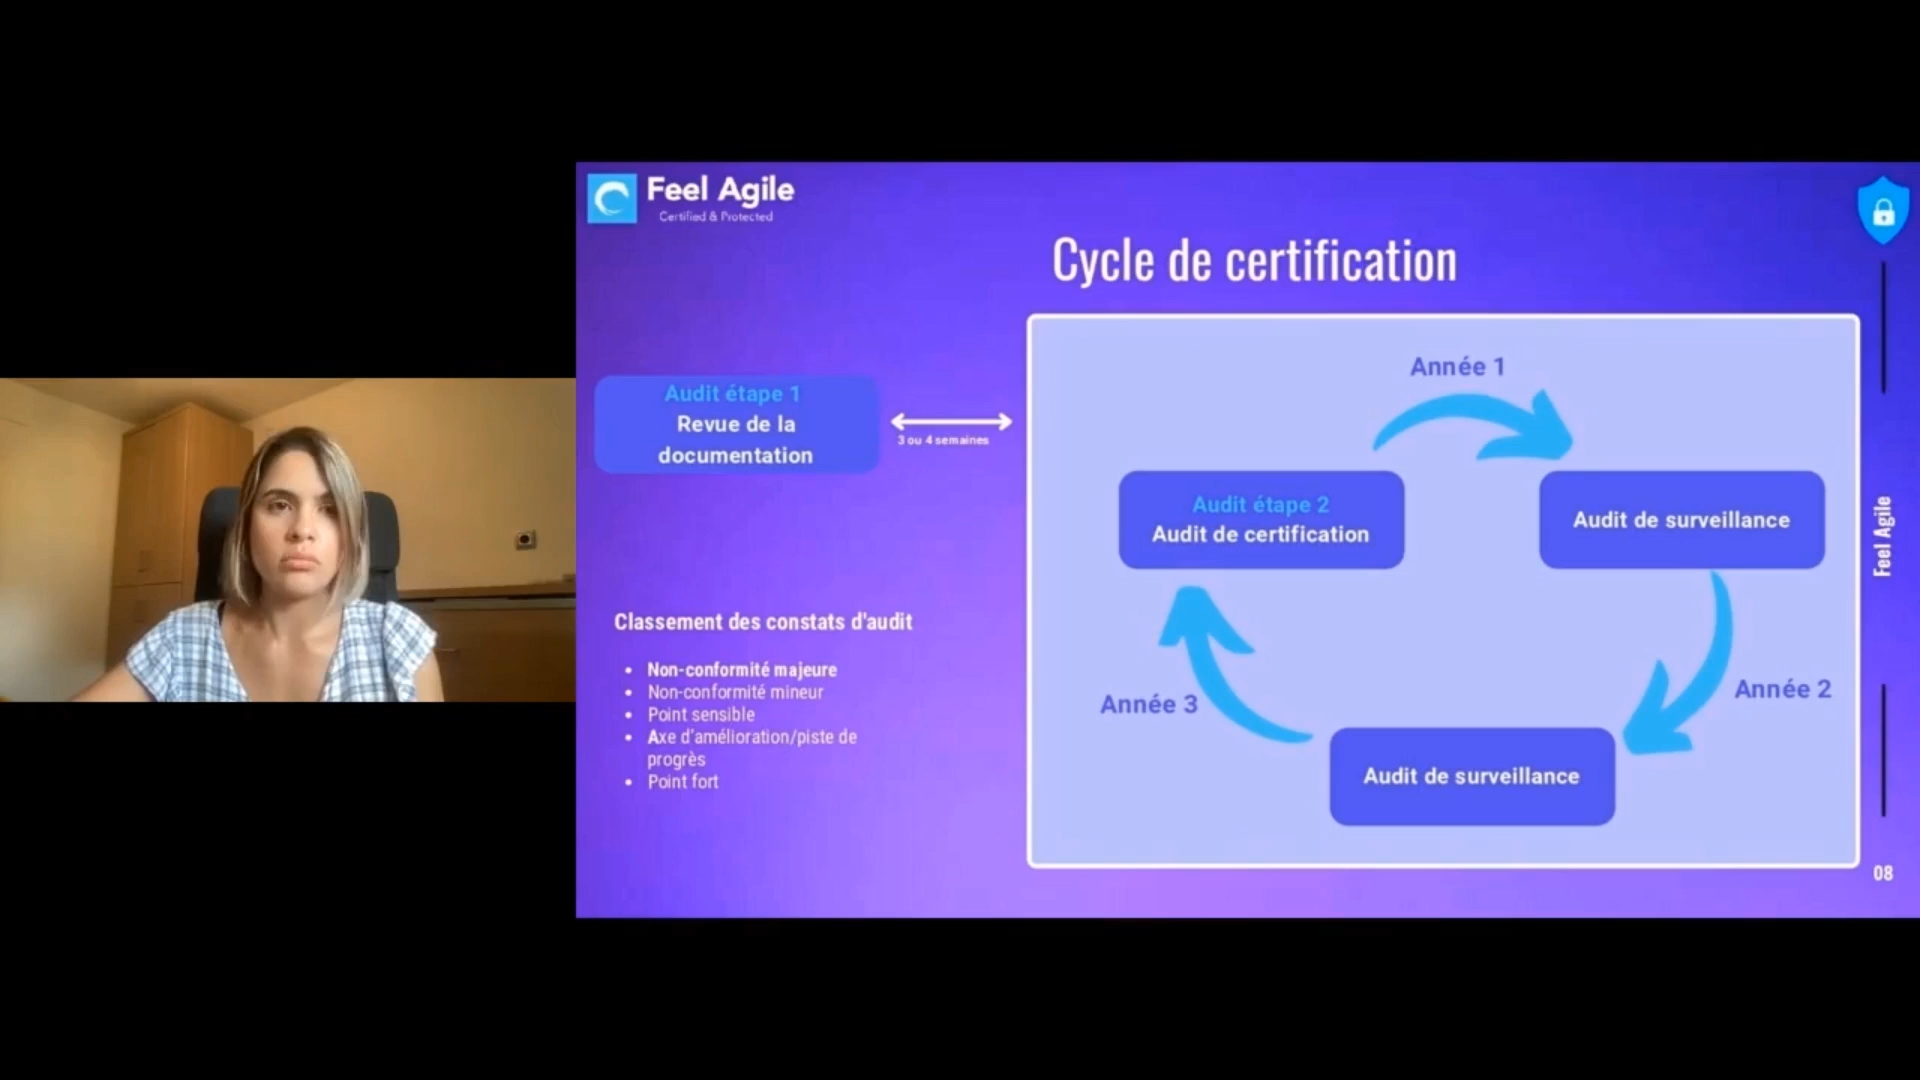 Feel Agile
Certified & Protected
Cycle de certification
Audit étape 1
Revue de la
documentation
3 ou 4 semaines
Année 1
Audit étape 2
Audit de certification
Audit de surveillance
Année 2
Audit de surveillance
Année 3
Classement des constats d'audit
• Non-conformité majeure
• Non-conformité mineur
• Point sensible
• Axe d'amélioration/piste de
progrès
• Point fort
Feel Agile
08